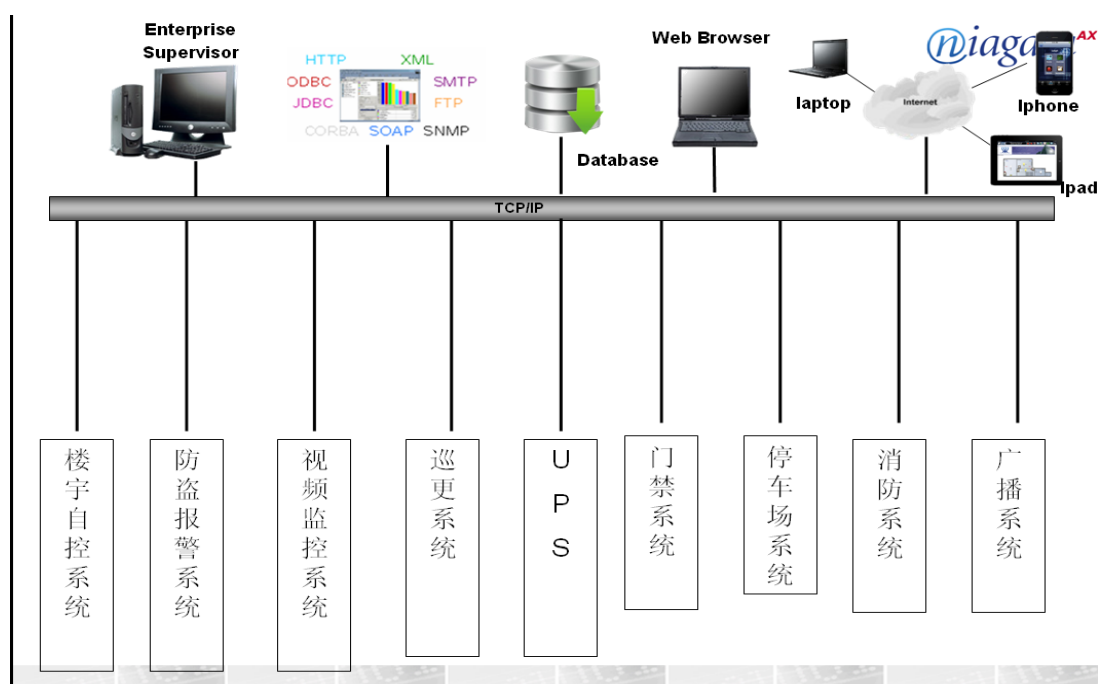 Enterprise
Supervisor
HTTP
XML
ODBC
SMTP
JDBC
FTP
CORBA
SOAP
SNMP
Database
Web Browser
laptop
Internet
AX
Iphone
Ipad
TCP/IP
楼宇自控系统
防盗报警系统
视频监控系统
巡更系统
UPS
门禁系统
停车场系统
消防系统
广播系统